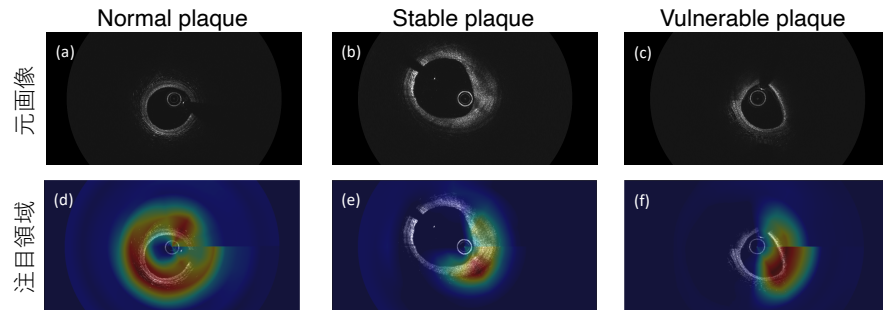 Normal plaque Stable plaque Vulnerable plaque
元画像
(a) (b) (c)
注目領域
(d) (e) (f)